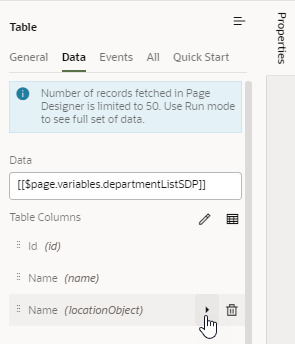 Table
General Data Events All Quick Start
Number of records fetched in Page
Designer is limited to 50. Use Run mode
to see full set of data.
Data
[[$page.variables.departmentListSDP]]
Table Columns
Id (id)
Name (name)
Name (locationObject)
Properties